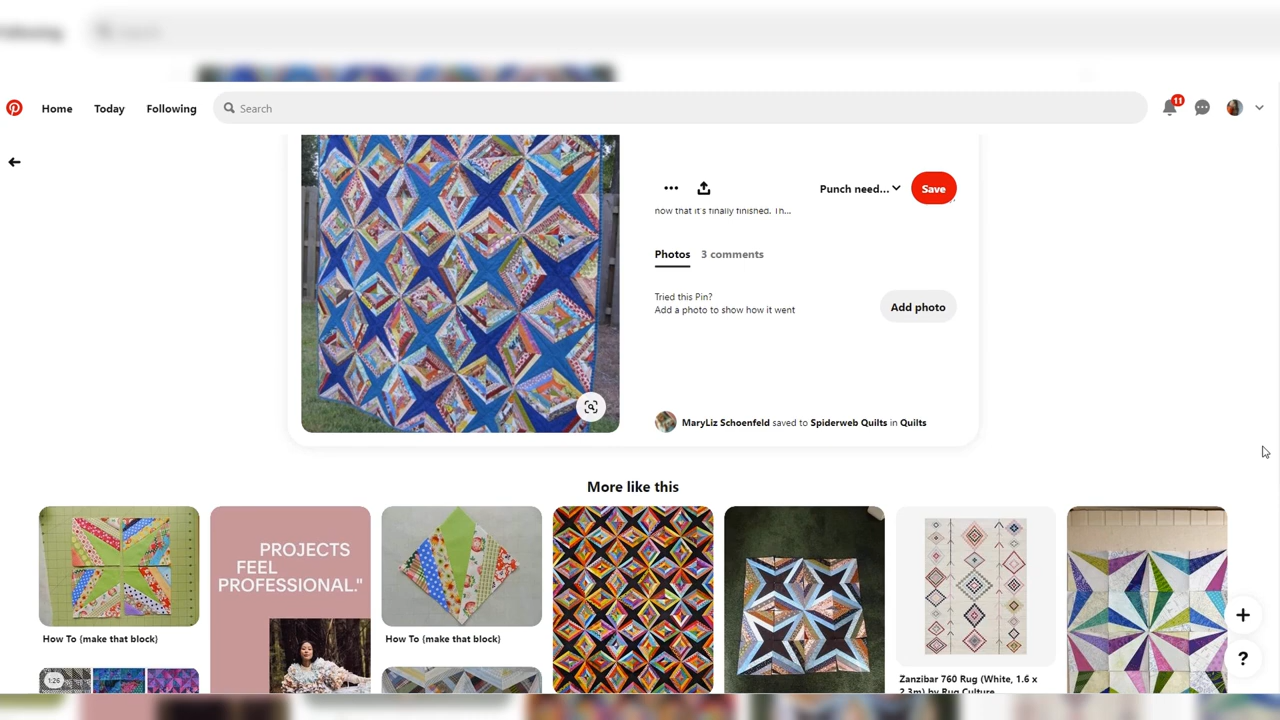 Home
Today
Following
Search
11
Punch need...
Save
now that it's finally finished. Th...
Photos
3 comments
Tried this Pin?
Add a photo to show how it went
Add photo
MaryLiz Schoenfeld saved to Spiderweb Quilts in Quilts
More like this
PROJECTS
FEEL
PROFESSIONAL."
How To (make that block)
How To (make that block)
1:26
Zanzibar 760 Rug (White, 1.6 x
2.3m) by Rug Culture
+
?